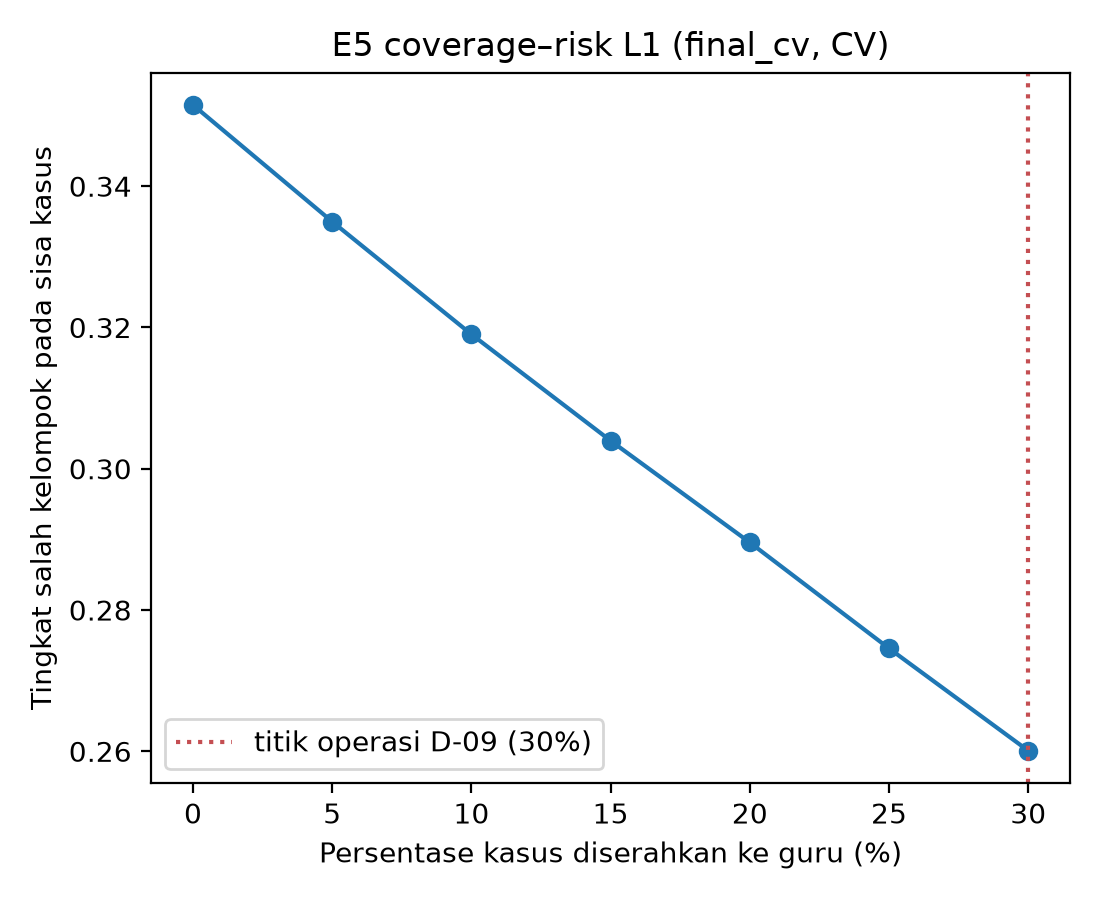 E5 coverage–risk L1 (final_cv, CV)
Tingkat salah kelompok pada sisa kasus
0.34
0.32
0.30
0.28
0.26
titik operasi D-09 (30%)
0 5 10 15 20 25 30
Persentase kasus diserahkan ke guru (%)